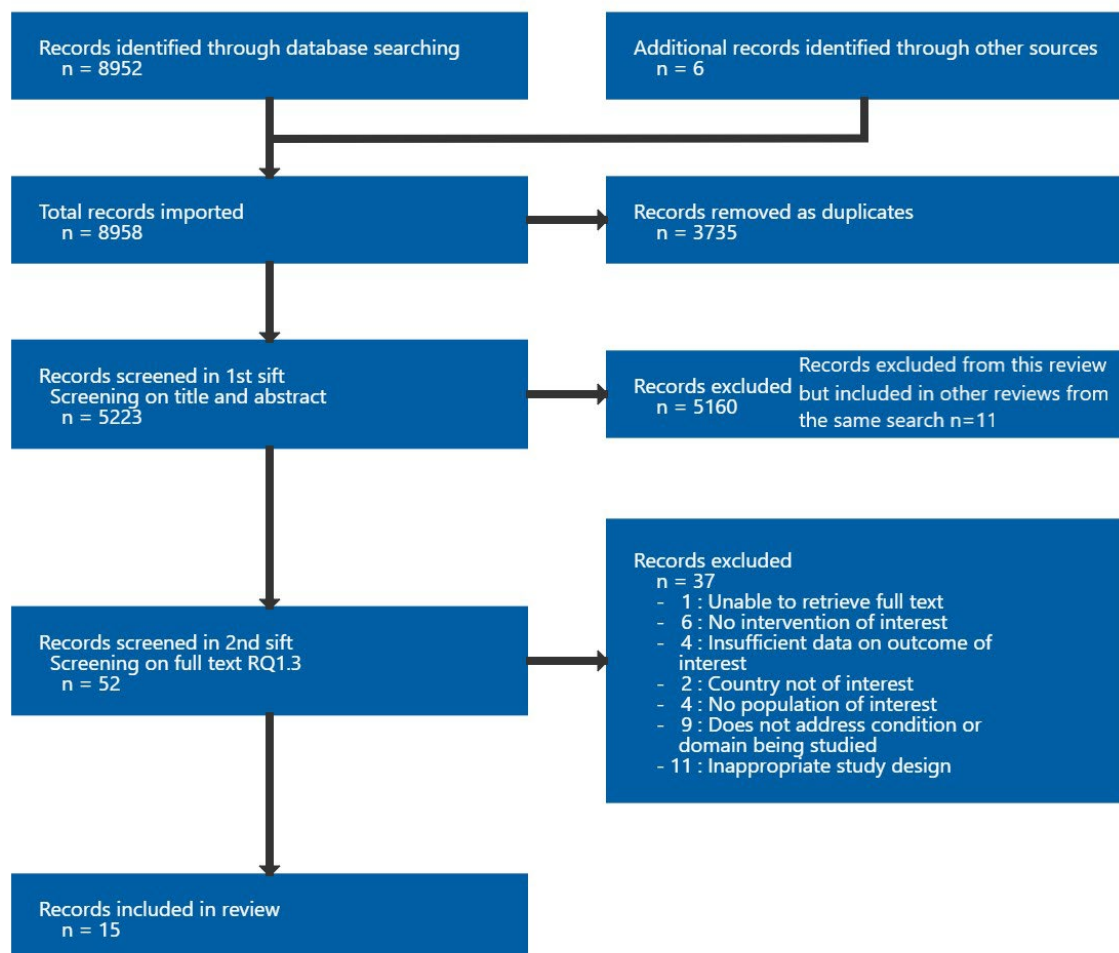 Records identified through database searching
n = 8952
Additional records identified through other sources
n = 6
Total records imported
n = 8958
Records removed as duplicates
n = 3735
Records screened in 1st sift
Screening on title and abstract
n = 5223
Records excluded
n = 5160
Records excluded from this review
but included in other reviews from
the same search n=11
Records screened in 2nd sift
Screening on full text RQ1.3
n = 52
Records excluded
n = 37
- 1 : Unable to retrieve full text
- 6 : No intervention of interest
- 4 : Insufficient data on outcome of
interest
- 2 : Country not of interest
- 4 : No population of interest
- 9 : Does not address condition or
domain being studied
- 11 : Inappropriate study design
Records included in review
n = 15